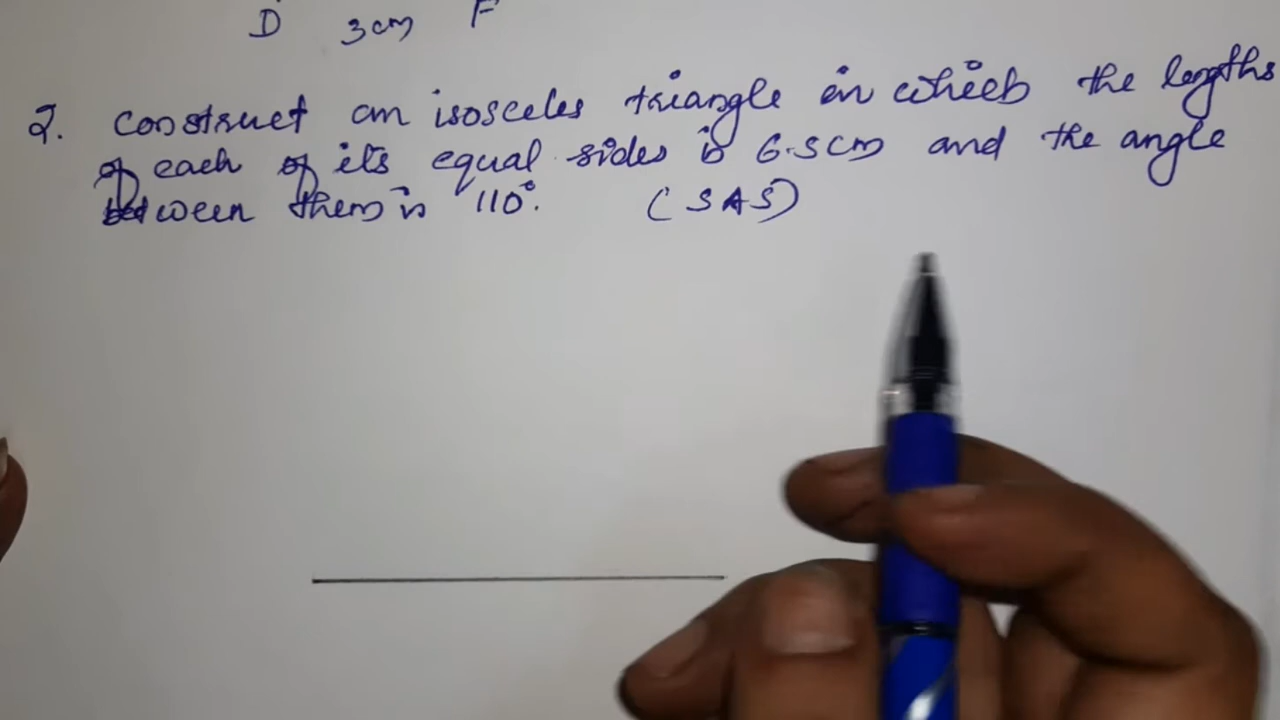 D 3cm F
2. construct an isosceles triangle in which the lengths
of each of its equal sides is 6.5cm and the angle
between them is 110°. (SAS)